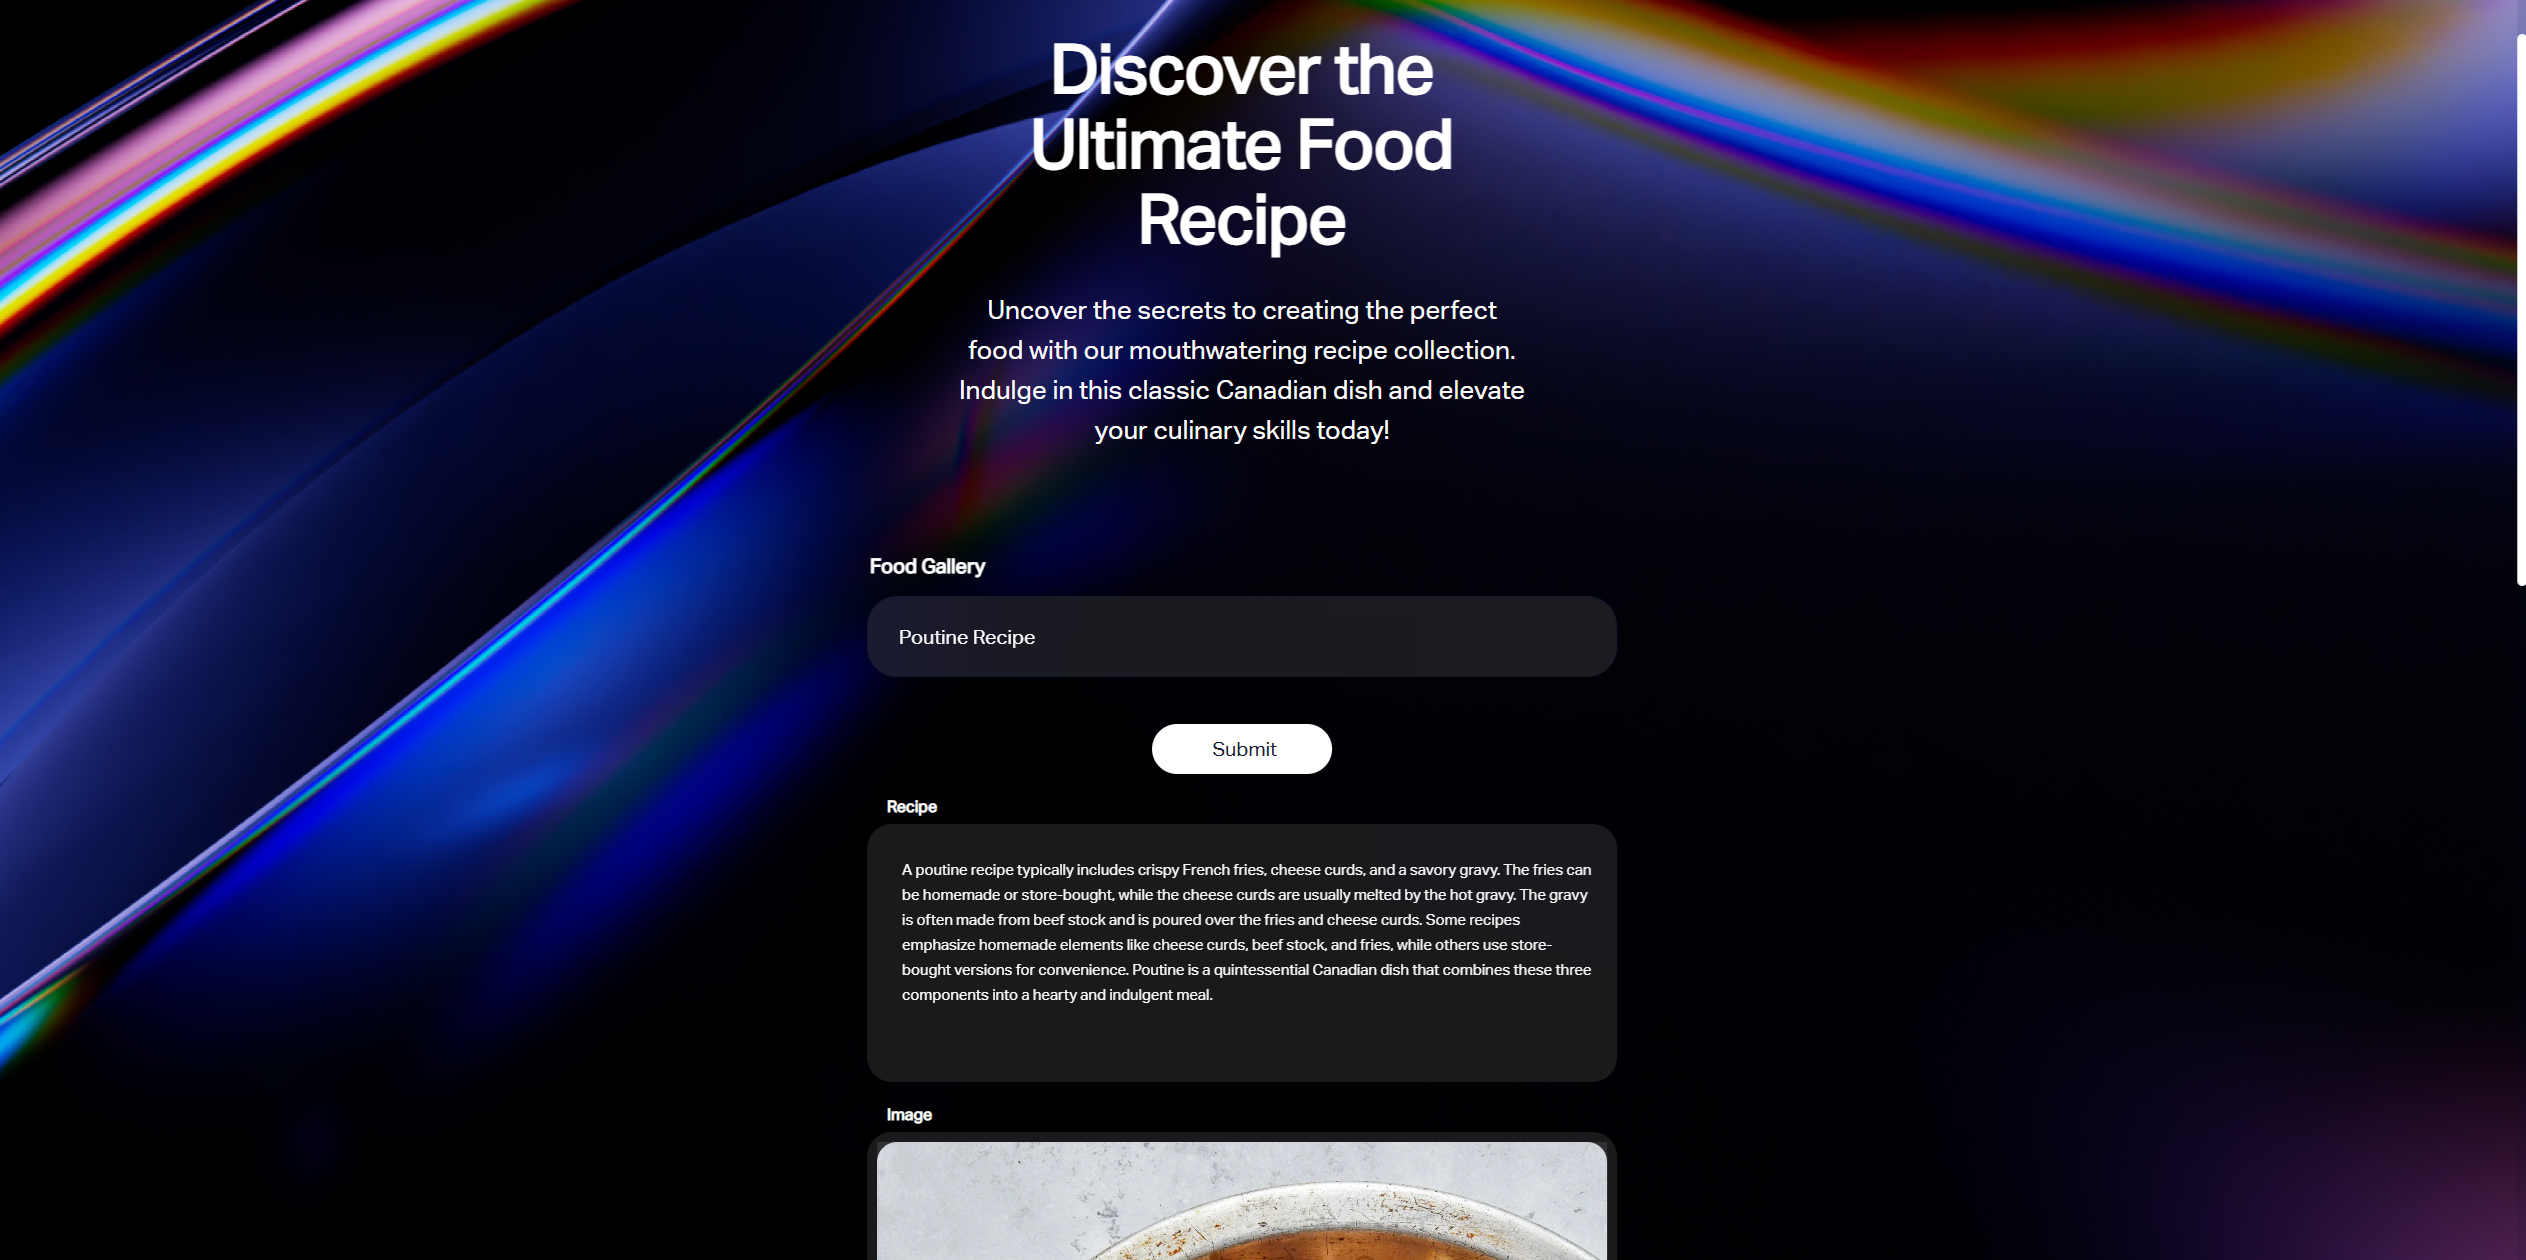 Discover the
Ultimate Food
Recipe
Uncover the secrets to creating the perfect
food with our mouthwatering recipe collection.
Indulge in this classic Canadian dish and elevate
your culinary skills today!
Food Gallery
Poutine Recipe
Submit
Recipe
A poutine recipe typically includes crispy French fries, cheese curds, and a savory gravy. The fries can
be homemade or store-bought, while the cheese curds are usually melted by the hot gravy. The gravy
is often made from beef stock and is poured over the fries and cheese curds. Some recipes
emphasize homemade elements like cheese curds, beef stock, and fries, while others use store-
bought versions for convenience. Poutine is a quintessential Canadian dish that combines these three
components into a hearty and indulgent meal.
Image